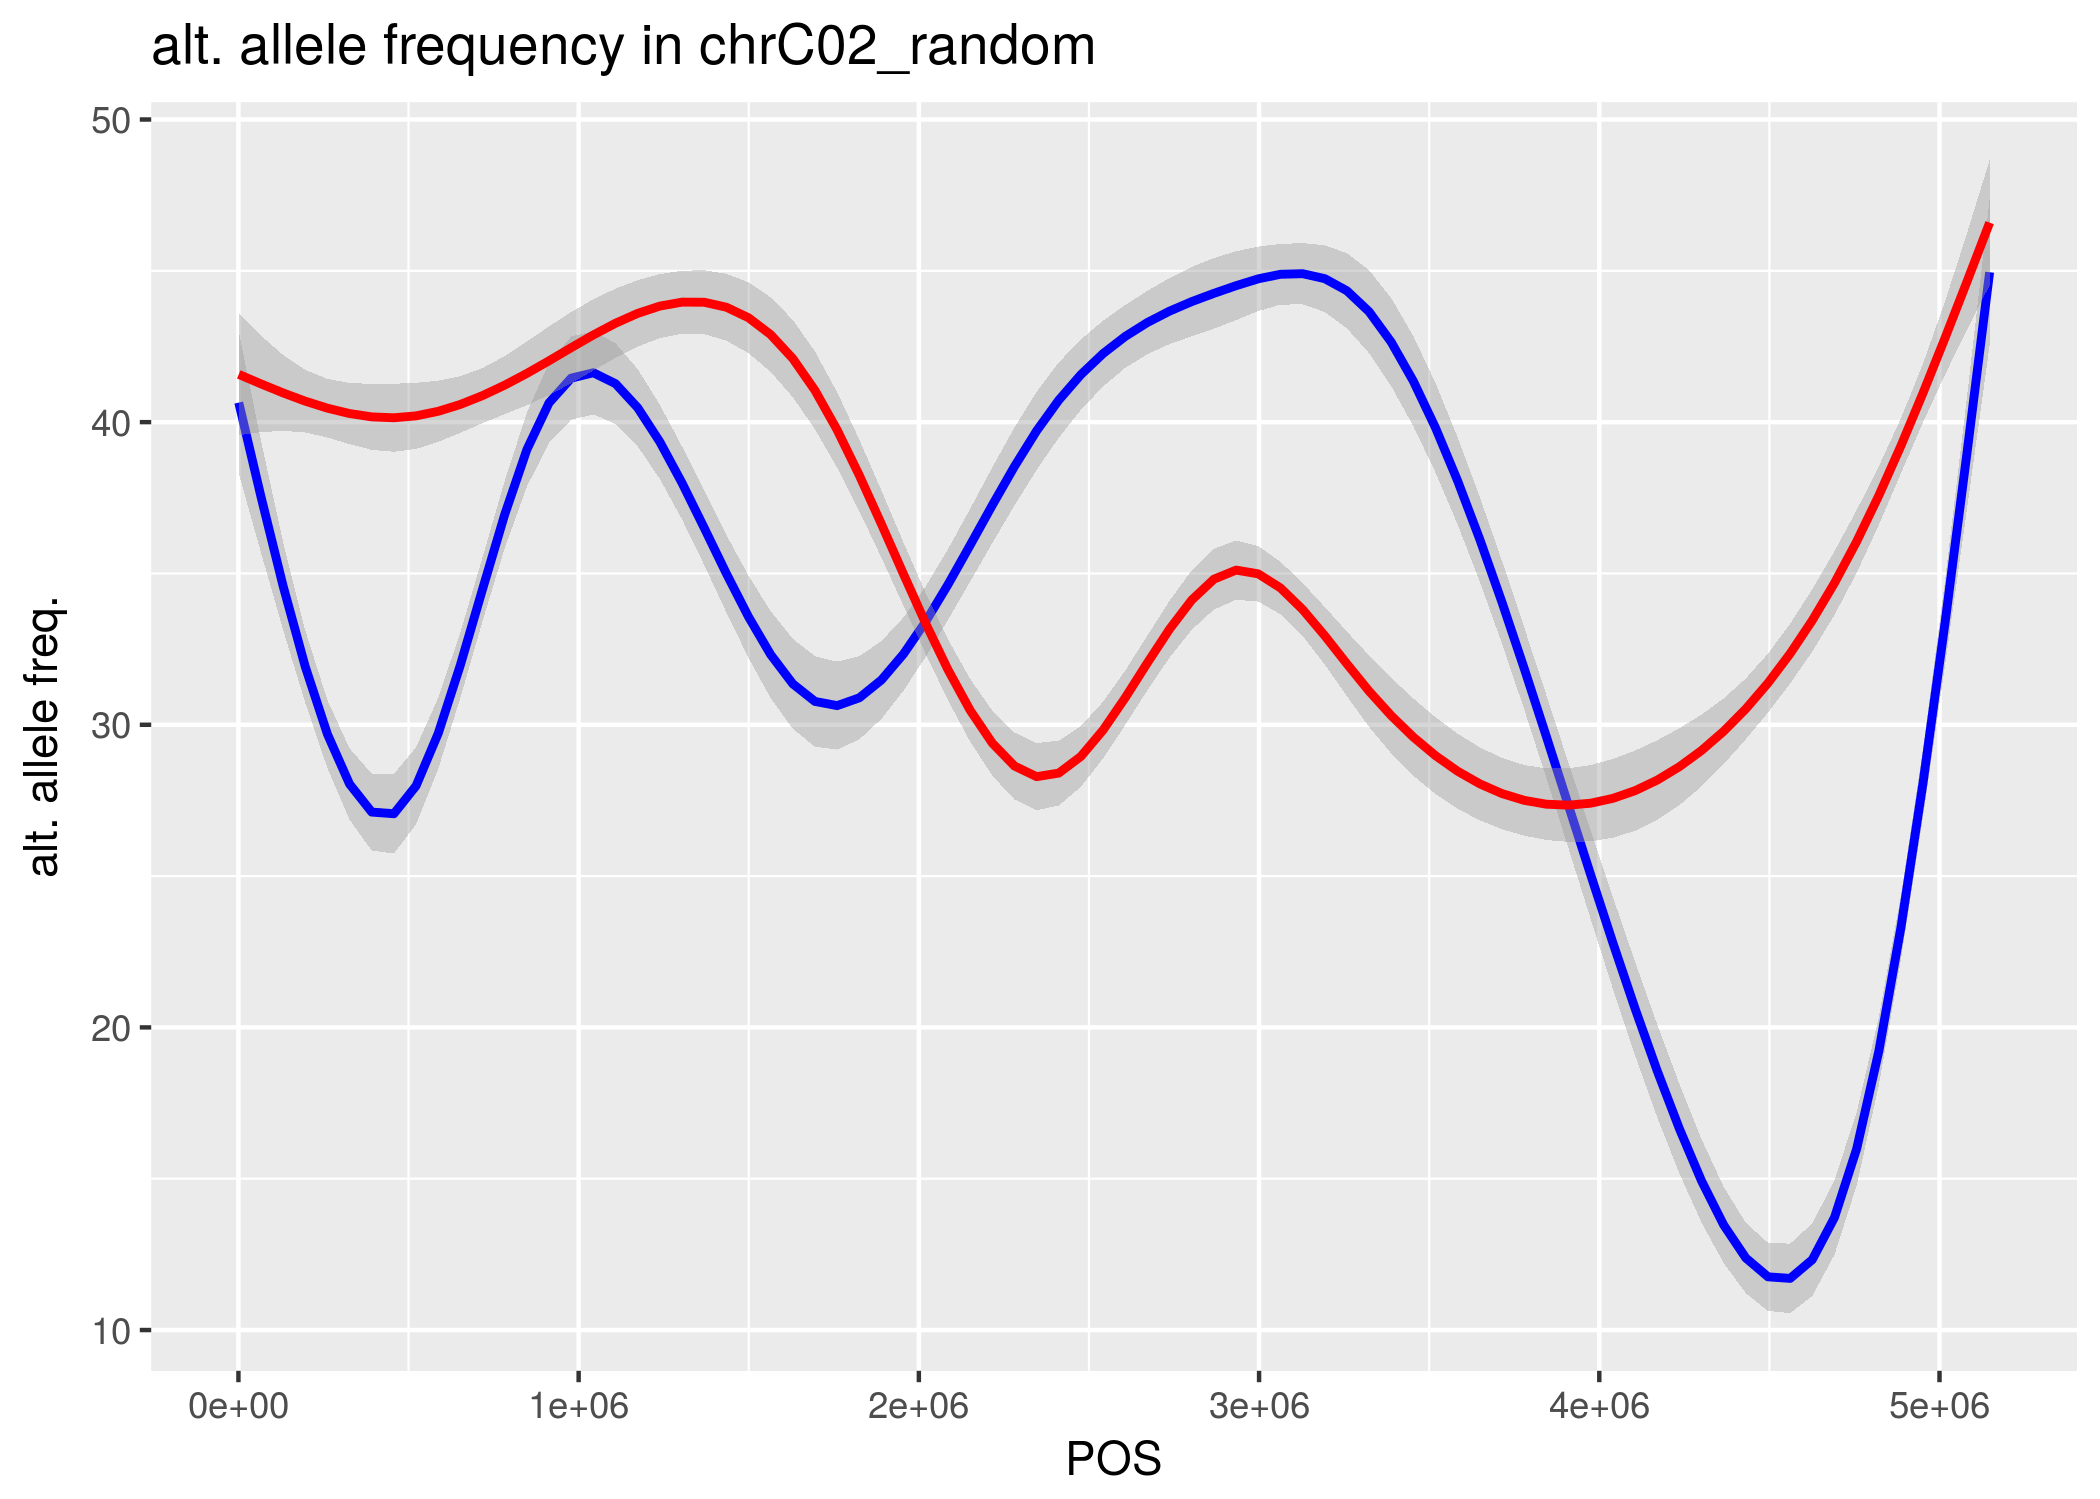 alt. allele frequency in chrC02_random
50
40
30
20
10
alt. allele freq.
0e+00 1e+06 2e+06 3e+06 4e+06 5e+06
POS